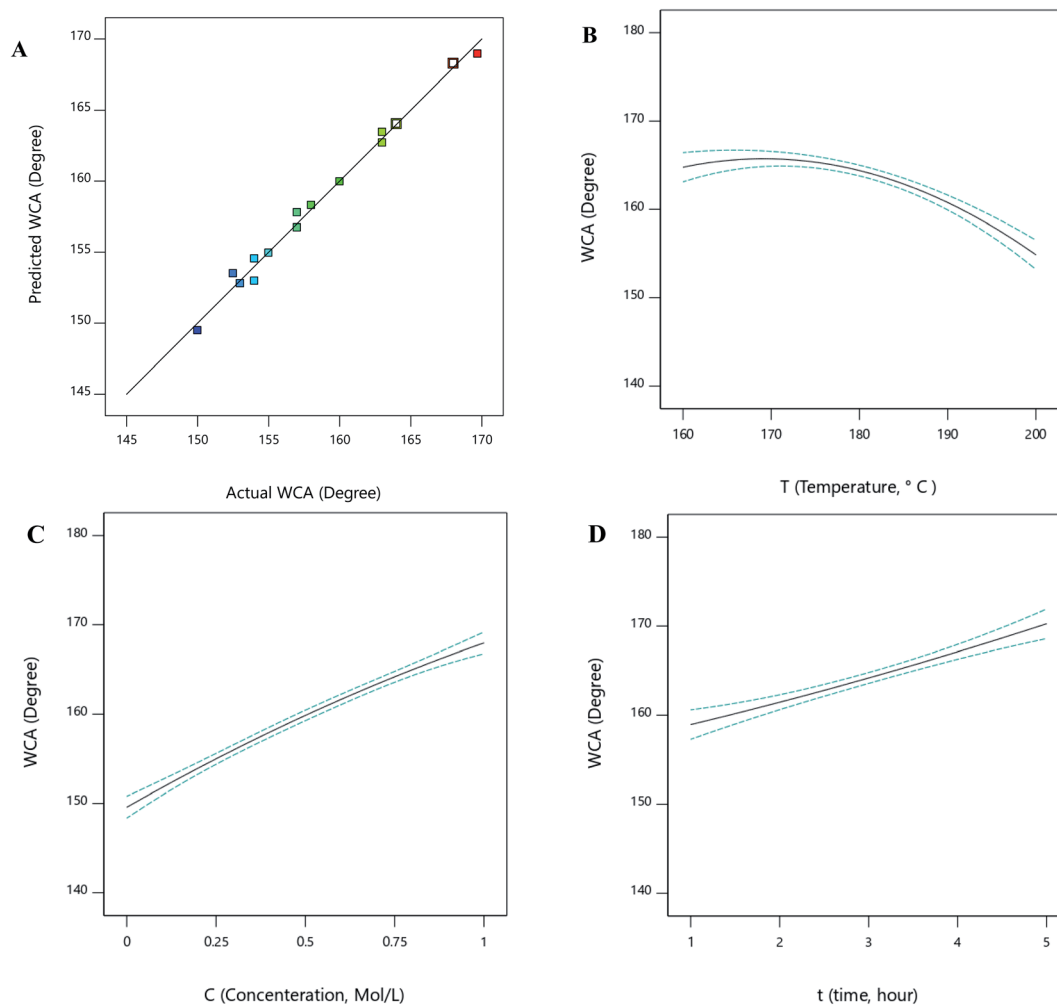 A
Predicted WCA (Degree)
170
165
160
155
150
145
145 150 155 160 165 170
Actual WCA (Degree)
B
WCA (Degree)
180
170
160
150
140
160 170 180 190 200
T (Temperature, ° C )
C
WCA (Degree)
180
170
160
150
140
0 0.25 0.5 0.75 1
C (Concenteration, Mol/L)
D
WCA (Degree)
180
170
160
150
140
1 2 3 4 5
t (time, hour)